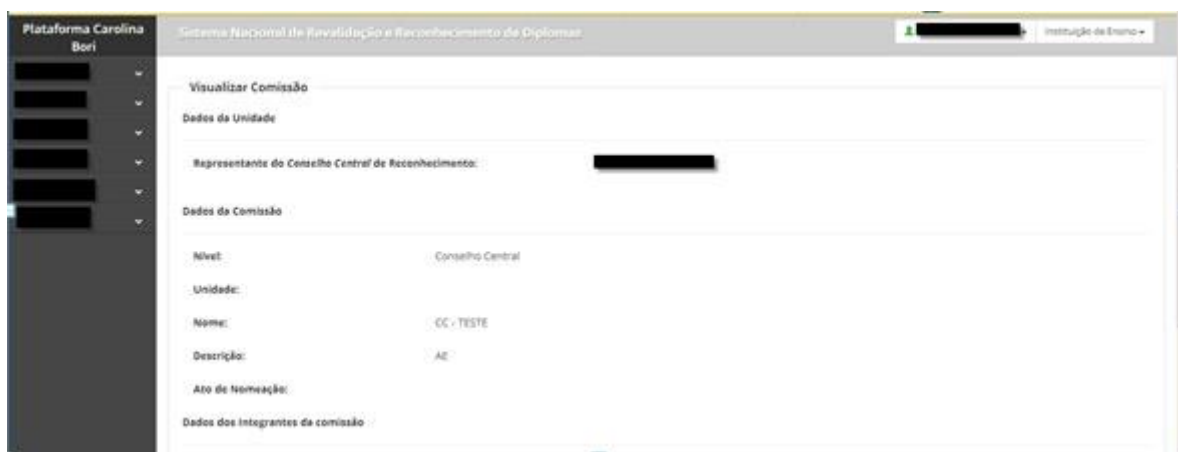 Plataforma Carolina
Bori
Sistema Nacional de Revalidação e Reconhecimento de Diplomas
Instituição de Ensino
Visualizar Comissão
Dados da Unidade
Representante do Conselho Central de Reconhecimento:
Dados da Comissão
Nível: Conselho Central
Unidade:
Nome: CC - TESTE
Descrição: AE
Ato de Nomeação:
Dados dos Integrantes da comissão